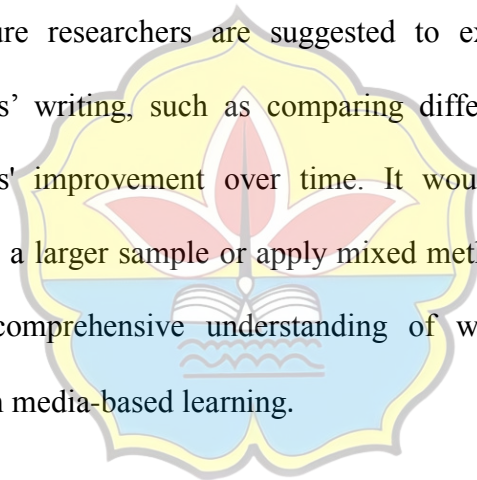 ure researchers are suggested to ex
s’ writing, such as comparing diffe
s' improvement over time. It wou
a larger sample or apply mixed met
comprehensive understanding of w
n media-based learning.